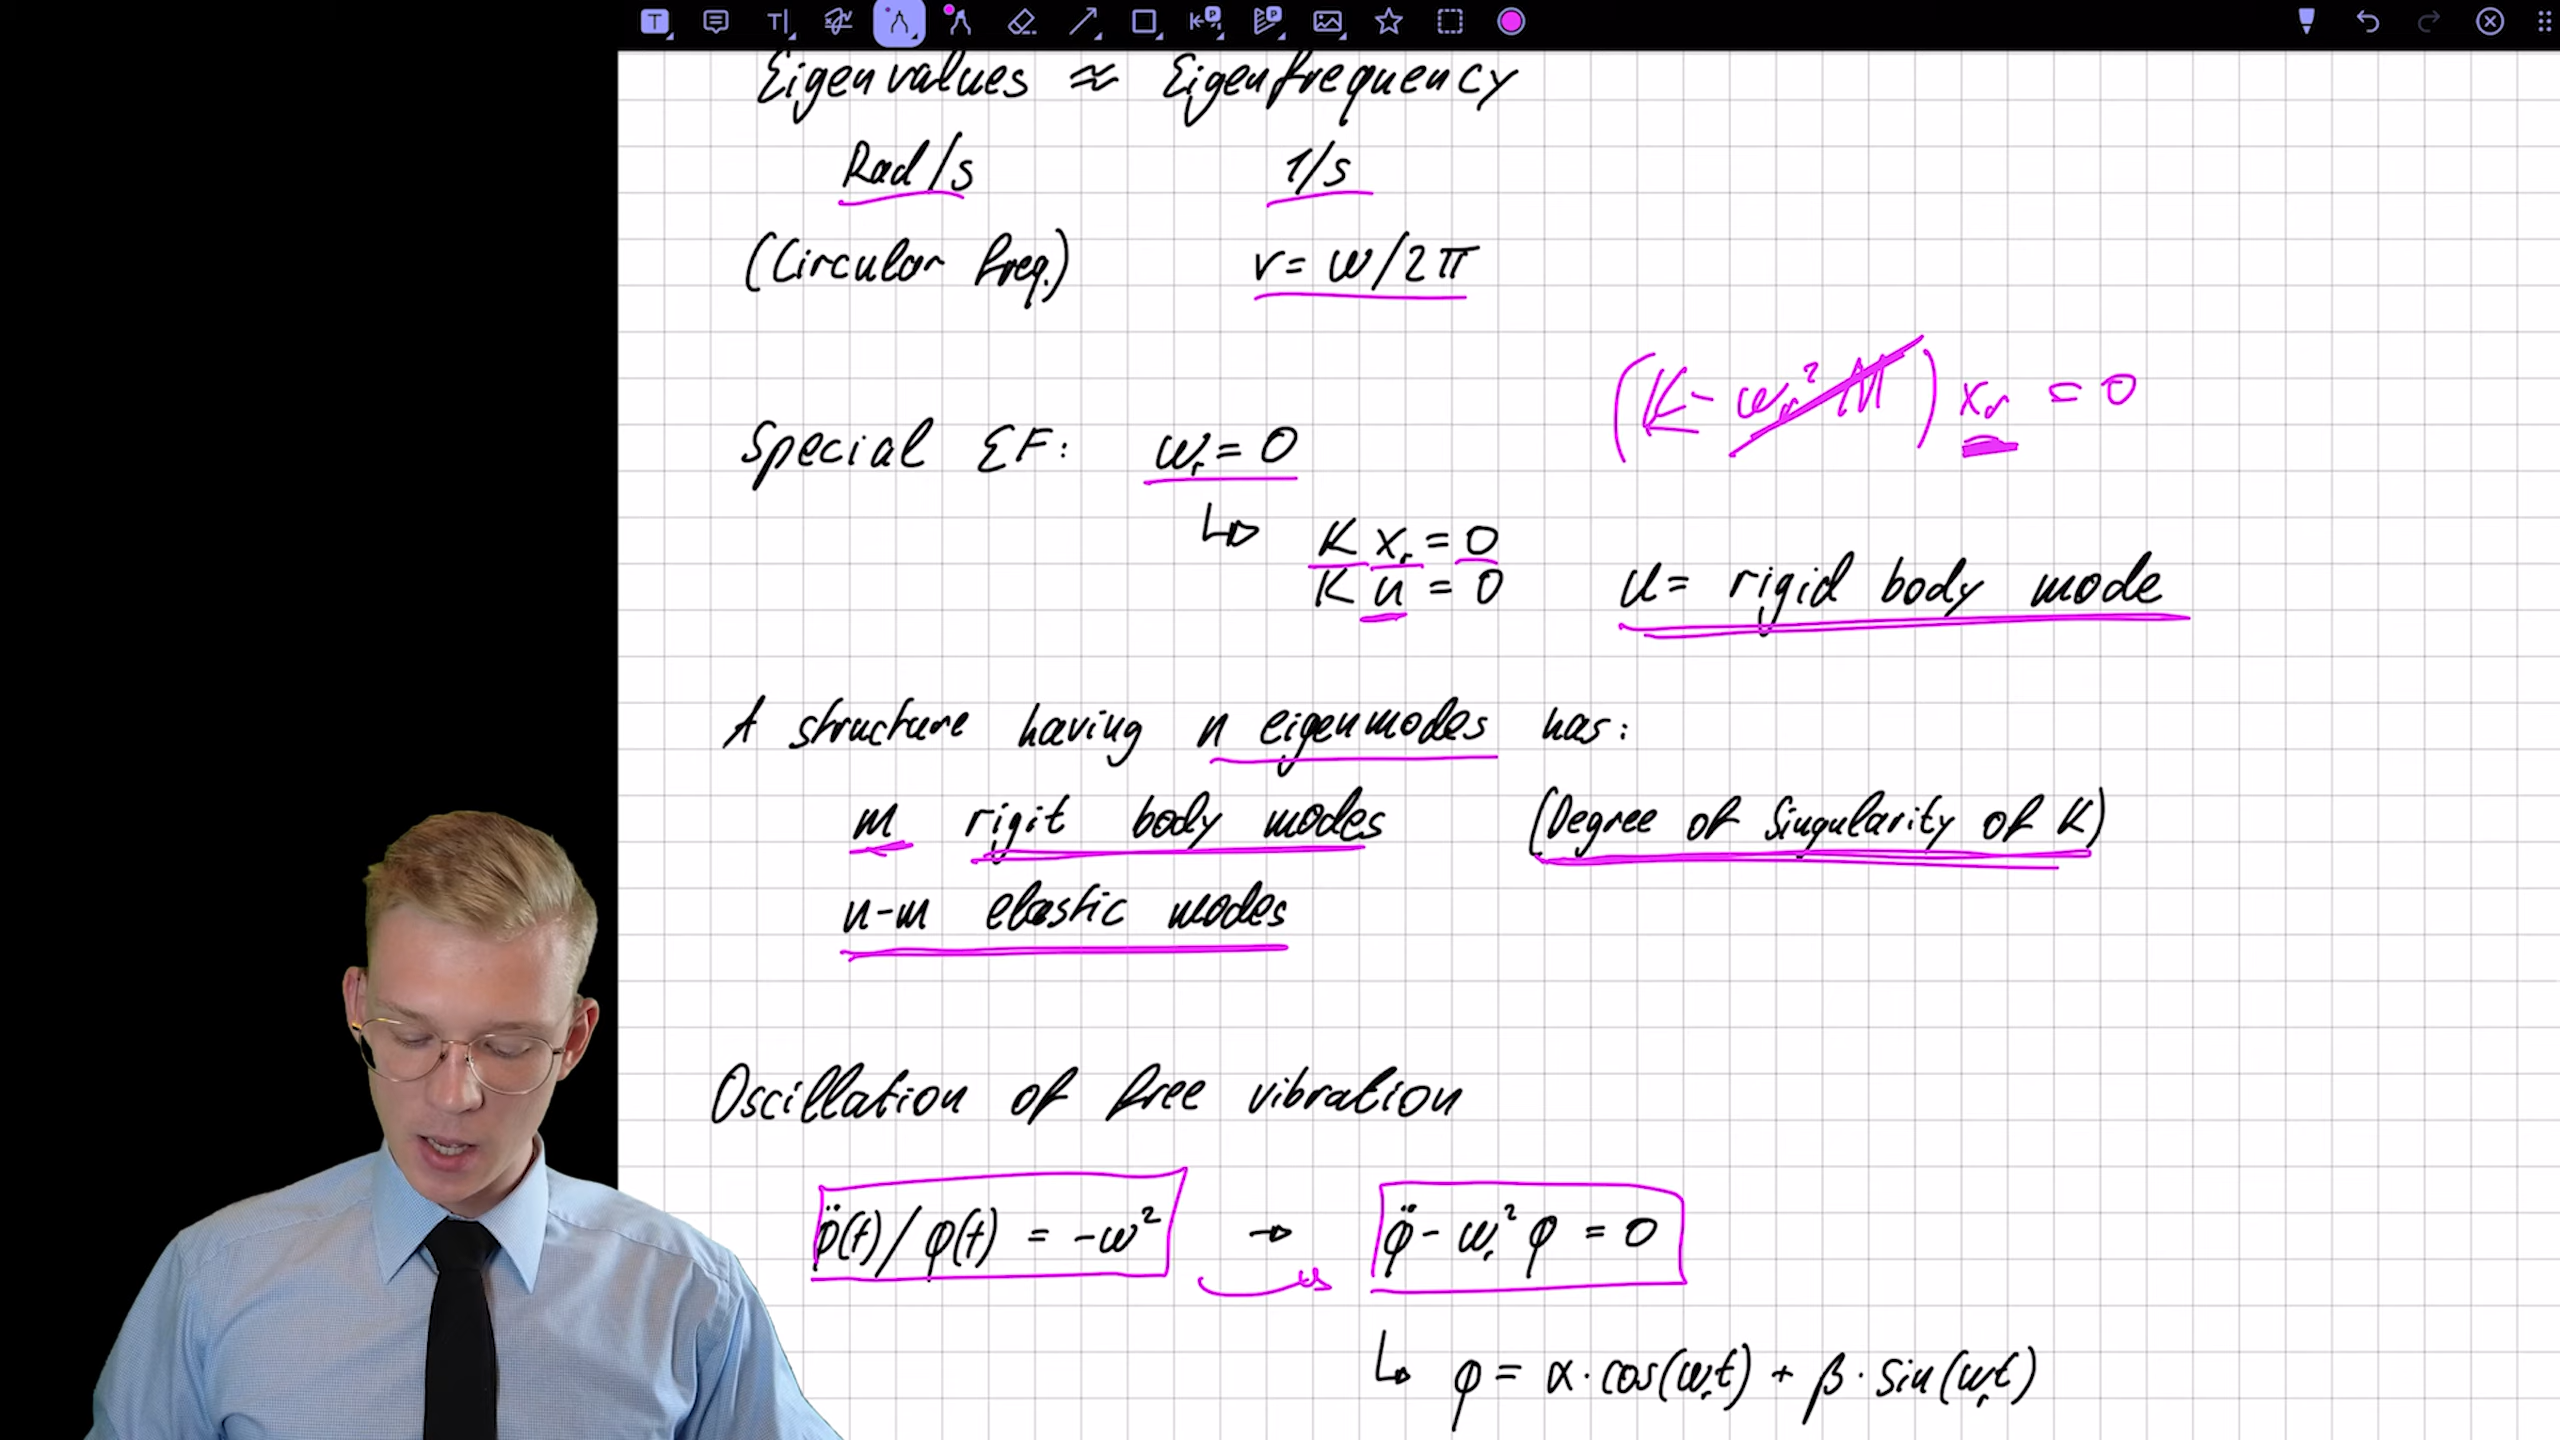 Eigenvalues ≈ Eigenfrequency
Rad/s 1/s
(Circular freq.) ν = ω/2π
(K - ωr² M) xr = 0
Special EF: ωr = 0
↳ K xr = 0
K u = 0 u = rigid body mode
A structure having n eigenmodes has:
m rigit body modes (Degree of Singularity of K)
n-m elastic modes
Oscillation of free vibration
φ̈(t)/φ(t) = -ω² → φ̈ - ωr² φ = 0
↳ φ = α·cos(ωrt) + β·sin(ωrt)